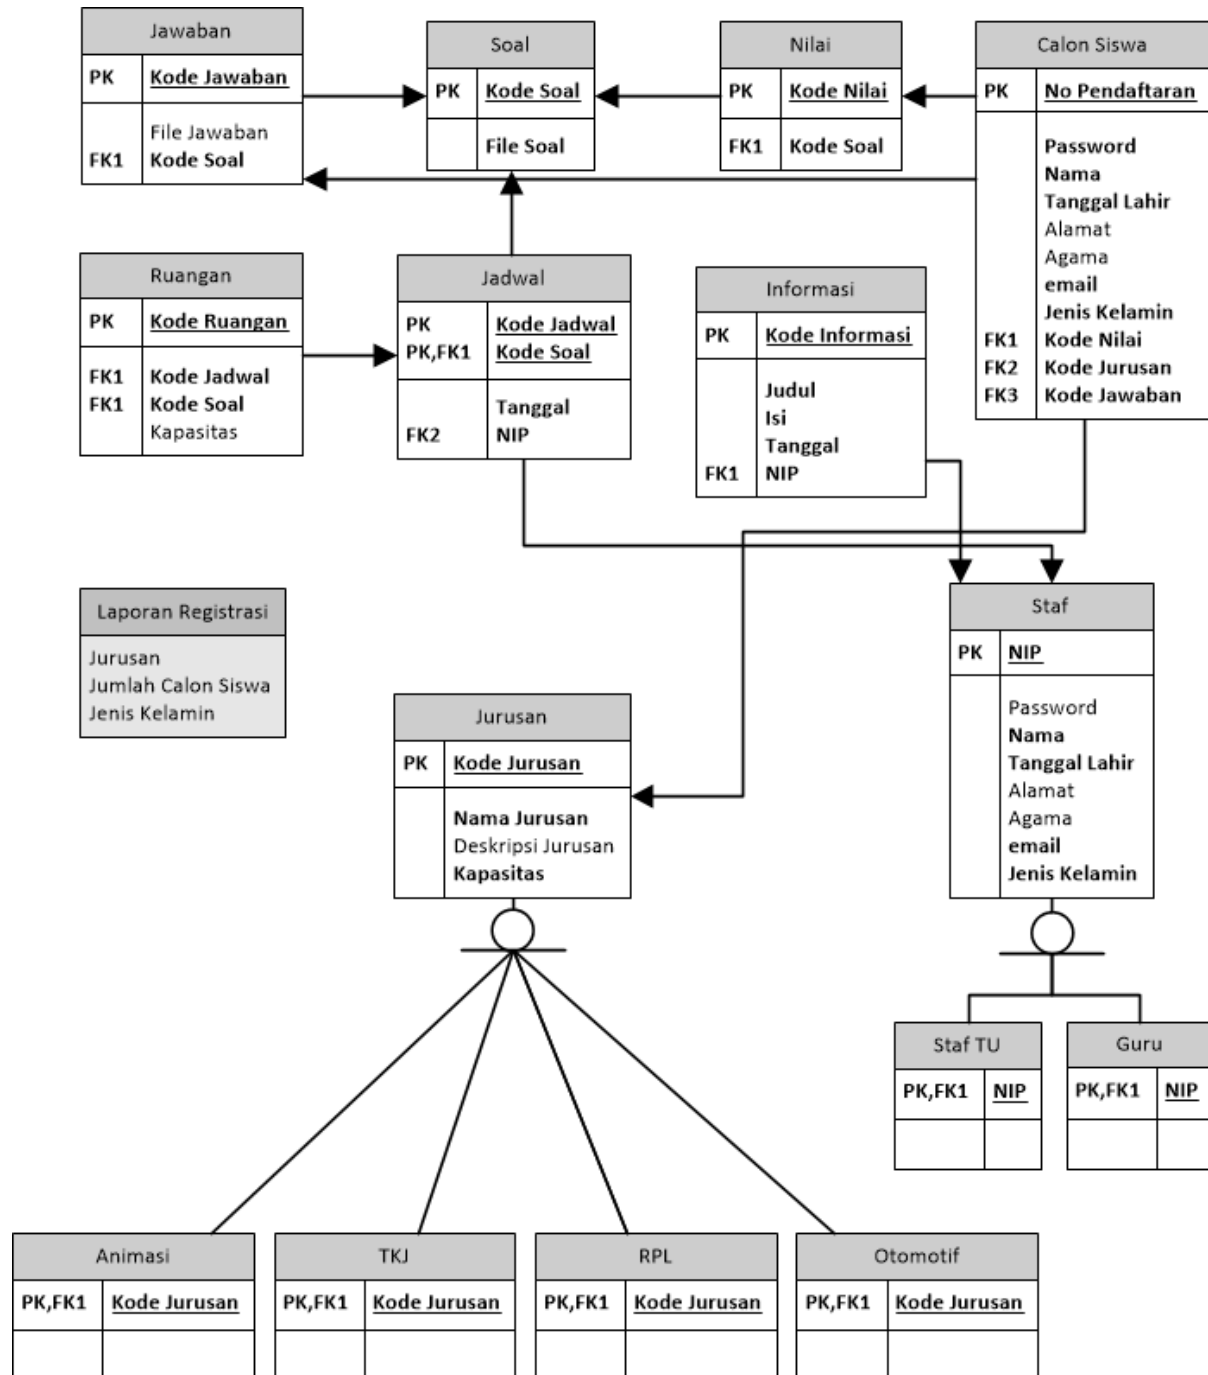 Jawaban
PK Kode Jawaban
File Jawaban
FK1 Kode Soal
Soal
PK Kode Soal
File Soal
Nilai
PK Kode Nilai
FK1 Kode Soal
Calon Siswa
PK No Pendaftaran
Password
Nama
Tanggal Lahir
Alamat
Agama
email
Jenis Kelamin
FK1 Kode Nilai
FK2 Kode Jurusan
FK3 Kode Jawaban
Ruangan
PK Kode Ruangan
FK1 Kode Jadwal
FK1 Kode Soal
Kapasitas
Jadwal
PK Kode Jadwal
PK,FK1 Kode Soal
Tanggal
FK2 NIP
Informasi
PK Kode Informasi
Judul
Isi
Tanggal
FK1 NIP
Laporan Registrasi
Jurusan
Jumlah Calon Siswa
Jenis Kelamin
Jurusan
PK Kode Jurusan
Nama Jurusan
Deskripsi Jurusan
Kapasitas
Staf
PK NIP
Password
Nama
Tanggal Lahir
Alamat
Agama
email
Jenis Kelamin
Staf TU
PK,FK1 NIP
Guru
PK,FK1 NIP
Animasi
PK,FK1 Kode Jurusan
TKJ
PK,FK1 Kode Jurusan
RPL
PK,FK1 Kode Jurusan
Otomotif
PK,FK1 Kode Jurusan